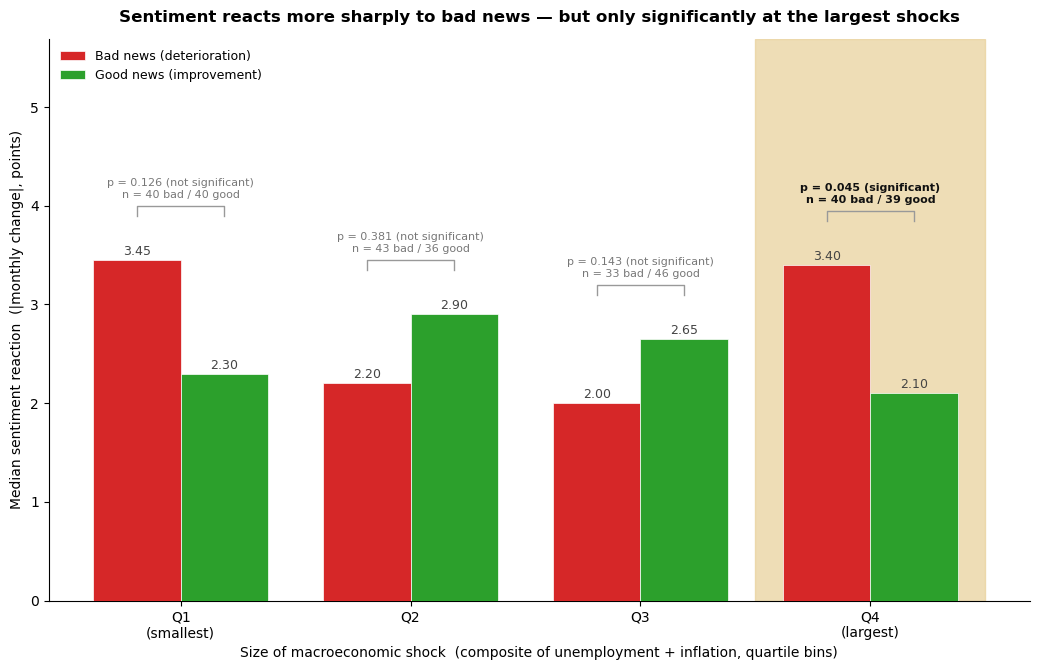 Sentiment reacts more sharply to bad news — but only significantly at the largest shocks
Bad news (deterioration)
Good news (improvement)
Median sentiment reaction  (|monthly change|, points)
5
4
3
2
1
0
p = 0.126 (not significant)
n = 40 bad / 40 good
3.45
2.30
p = 0.381 (not significant)
n = 43 bad / 36 good
2.20
2.90
p = 0.143 (not significant)
n = 33 bad / 46 good
2.00
2.65
p = 0.045 (significant)
n = 40 bad / 39 good
3.40
2.10
Q1
(smallest)
Q2
Q3
Q4
(largest)
Size of macroeconomic shock  (composite of unemployment + inflation, quartile bins)